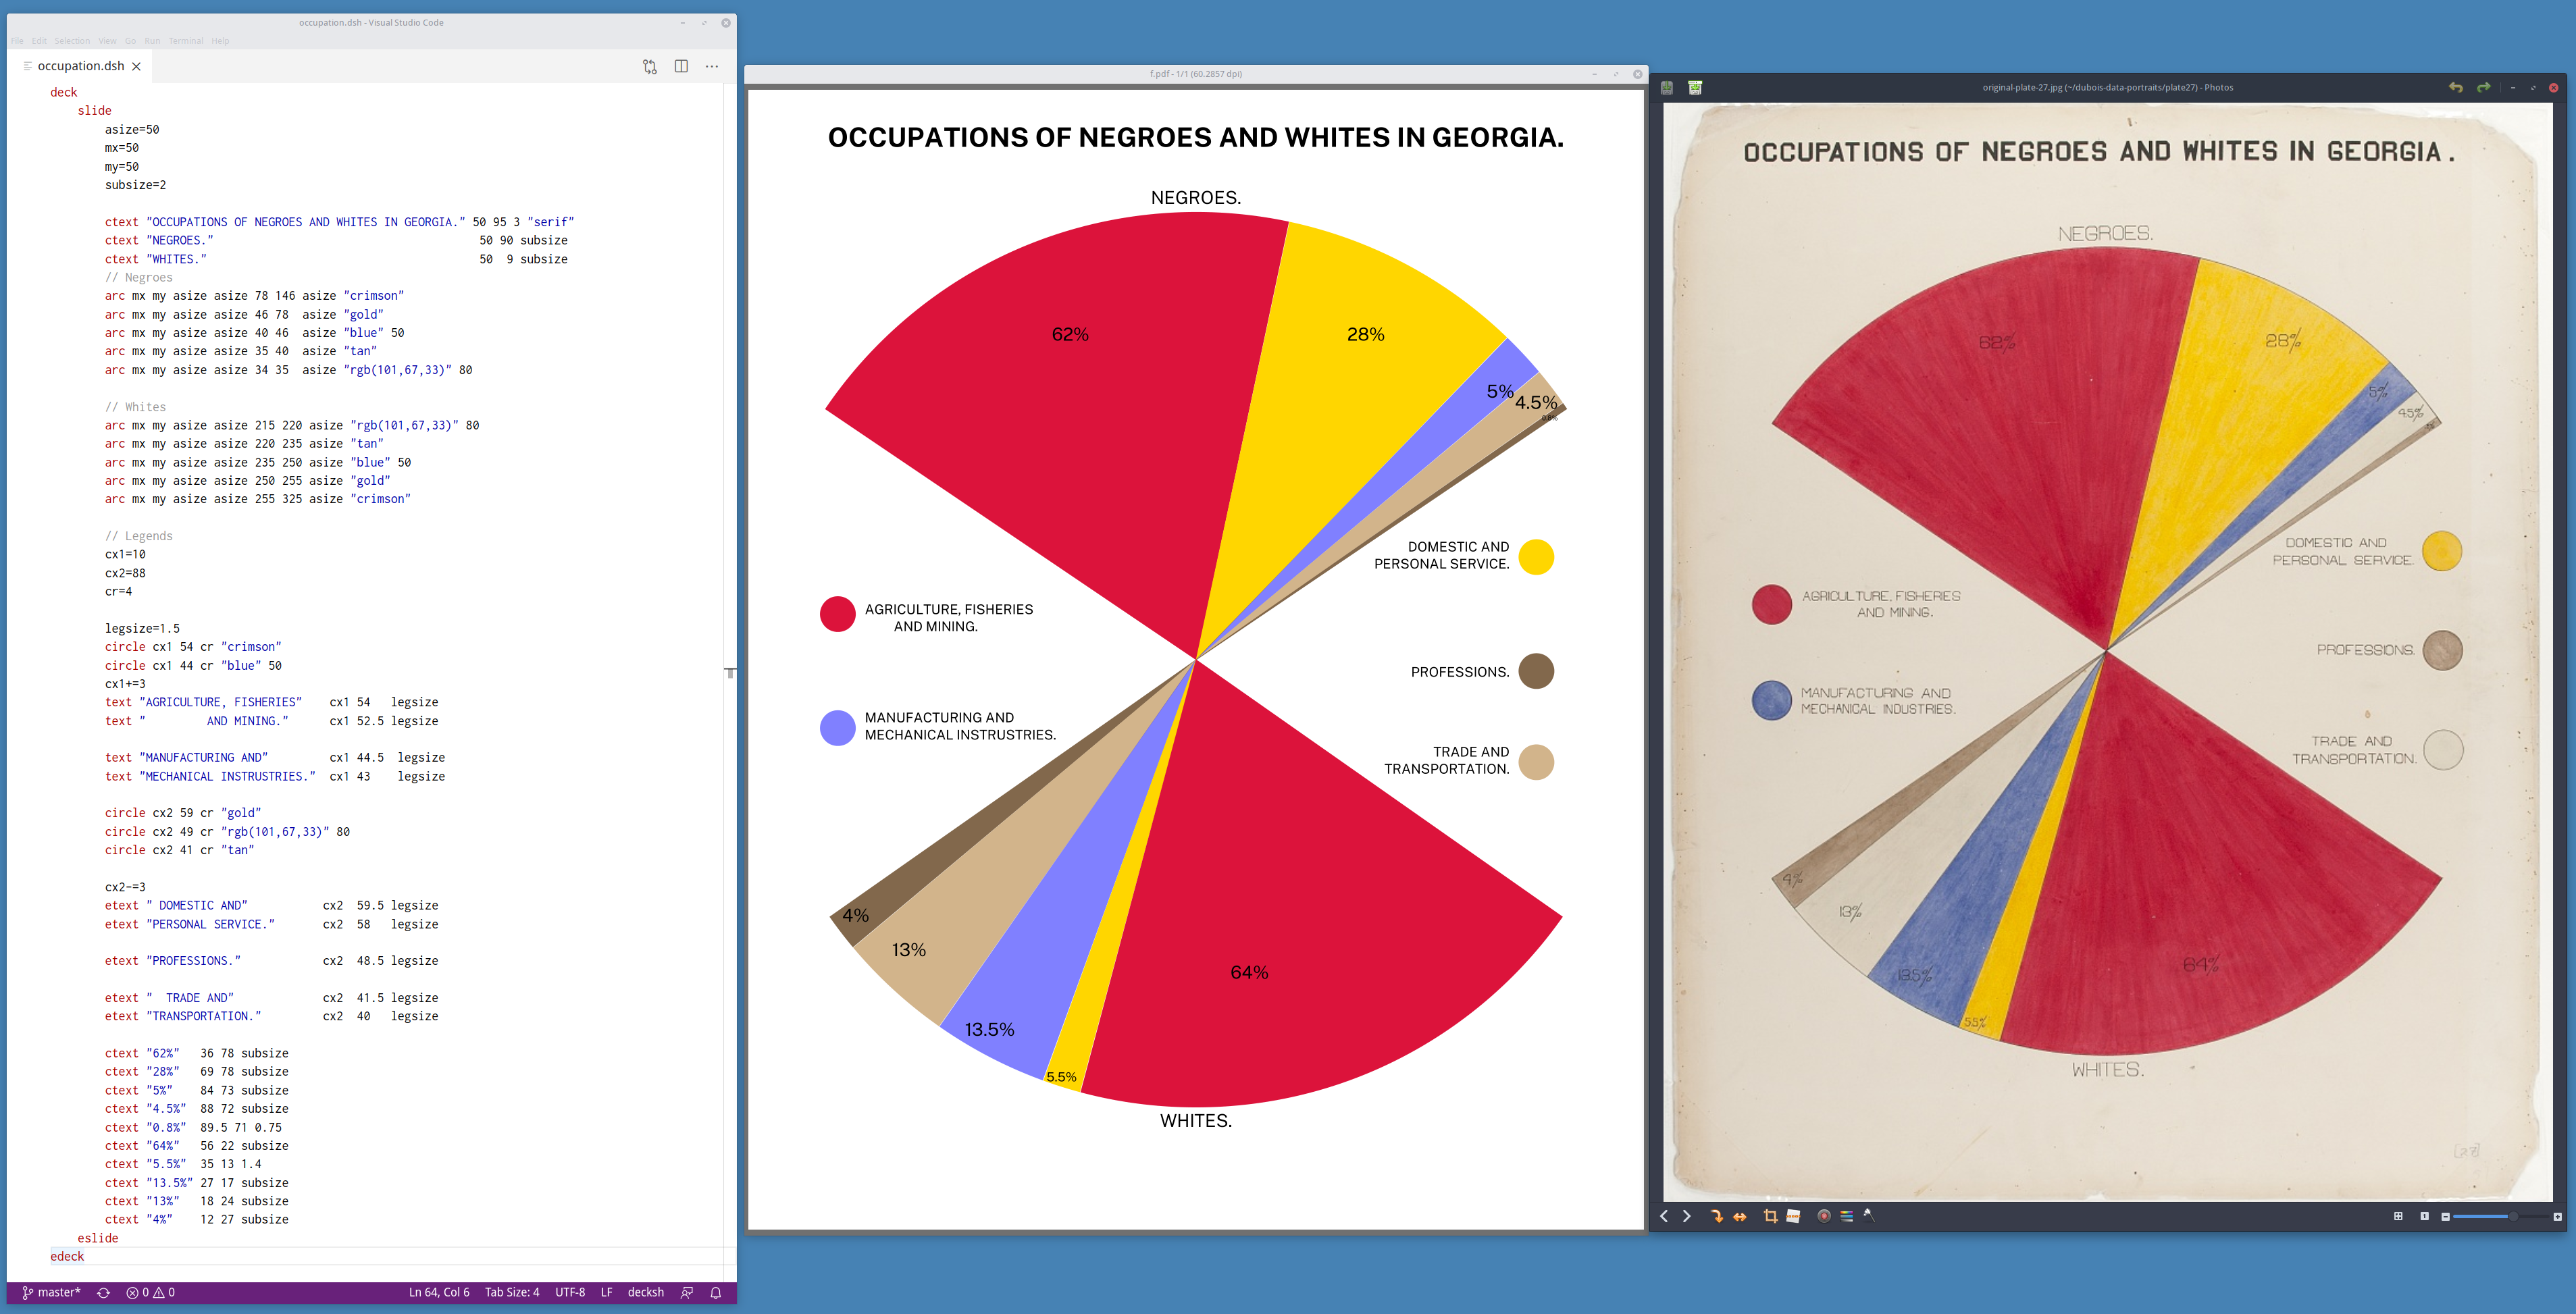 occupation.dsh - Visual Studio Code
File Edit Selection View Go Run Terminal Help
occupation.dsh
deck
slide
asize=50
mx=50
my=50
subsize=2
ctext "OCCUPATIONS OF NEGROES AND WHITES IN GEORGIA." 50 95 3 "serif"
ctext "NEGROES." 50 90 subsize
ctext "WHITES." 50 9 subsize
// Negroes
arc mx my asize asize 78 146 asize "crimson"
arc mx my asize asize 46 78 asize "gold"
arc mx my asize asize 40 46 asize "blue" 50
arc mx my asize asize 35 40 asize "tan"
arc mx my asize asize 34 35 asize "rgb(101,67,33)" 80
// Whites
arc mx my asize asize 215 220 asize "rgb(101,67,33)" 80
arc mx my asize asize 220 235 asize "tan"
arc mx my asize asize 235 250 asize "blue" 50
arc mx my asize asize 250 255 asize "gold"
arc mx my asize asize 255 325 asize "crimson"
// Legends
cx1=10
cx2=88
cr=4
legsize=1.5
circle cx1 54 cr "crimson"
circle cx1 44 cr "blue" 50
cx1+=3
text "AGRICULTURE, FISHERIES" cx1 54 legsize
text " AND MINING." cx1 52.5 legsize
text "MANUFACTURING AND" cx1 44.5 legsize
text "MECHANICAL INSTRUSTRIES." cx1 43 legsize
circle cx2 59 cr "gold"
circle cx2 49 cr "rgb(101,67,33)" 80
circle cx2 41 cr "tan"
cx2-=3
etext " DOMESTIC AND" cx2 59.5 legsize
etext "PERSONAL SERVICE." cx2 58 legsize
etext "PROFESSIONS." cx2 48.5 legsize
etext " TRADE AND" cx2 41.5 legsize
etext "TRANSPORTATION." cx2 40 legsize
ctext "62%" 36 78 subsize
ctext "28%" 69 78 subsize
ctext "5%" 84 73 subsize
ctext "4.5%" 88 72 subsize
ctext "0.8%" 89.5 71 0.75
ctext "64%" 56 22 subsize
ctext "5.5%" 35 13 1.4
ctext "13.5%" 27 17 subsize
ctext "13%" 18 24 subsize
ctext "4%" 12 27 subsize
eslide
edeck
master* 0 0 Ln 64, Col 6 Tab Size: 4 UTF-8 LF decksh
f.pdf - 1/1 (60.2857 dpi)
OCCUPATIONS OF NEGROES AND WHITES IN GEORGIA.
NEGROES.
62%
28%
5%
4.5%
0.8%
DOMESTIC AND
PERSONAL SERVICE.
AGRICULTURE, FISHERIES
AND MINING.
PROFESSIONS.
MANUFACTURING AND
MECHANICAL INSTRUSTRIES.
TRADE AND
TRANSPORTATION.
4%
13%
13.5%
5.5%
64%
WHITES.
original-plate-27.jpg (~/dubois-data-portraits/plate27) - Photos
OCCUPATIONS OF NEGROES AND WHITES IN GEORGIA.
NEGROES.
62%
28%
5%
4.5%
DOMESTIC AND
PERSONAL SERVICE.
AGRICULTURE, FISHERIES
AND MINING.
PROFESSIONS.
MANUFACTURING AND
MECHANICAL INDUSTRIES.
TRADE AND
TRANSPORTATION.
4%
13%
13.5%
5.5%
64%
WHITES.
[27]